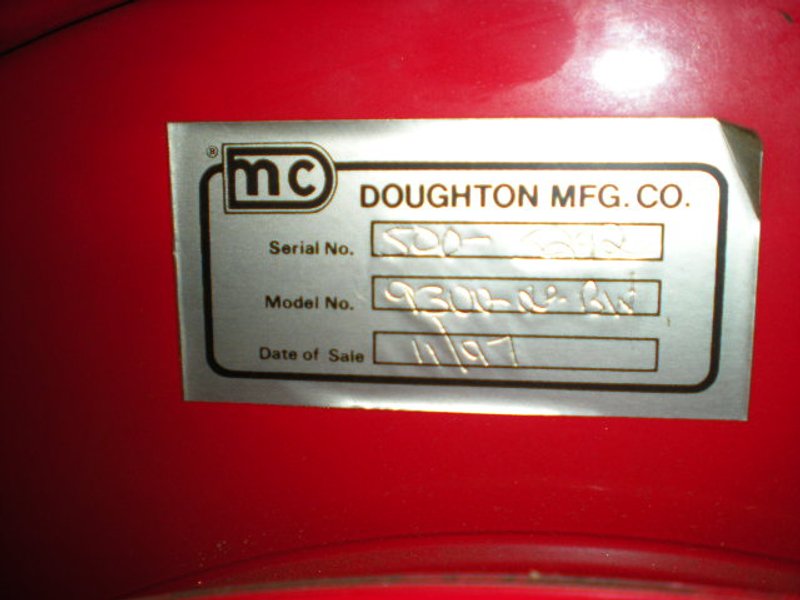 ® mc
DOUGHTON MFG. CO.
Serial No.
Model No.
Date of Sale 11/97